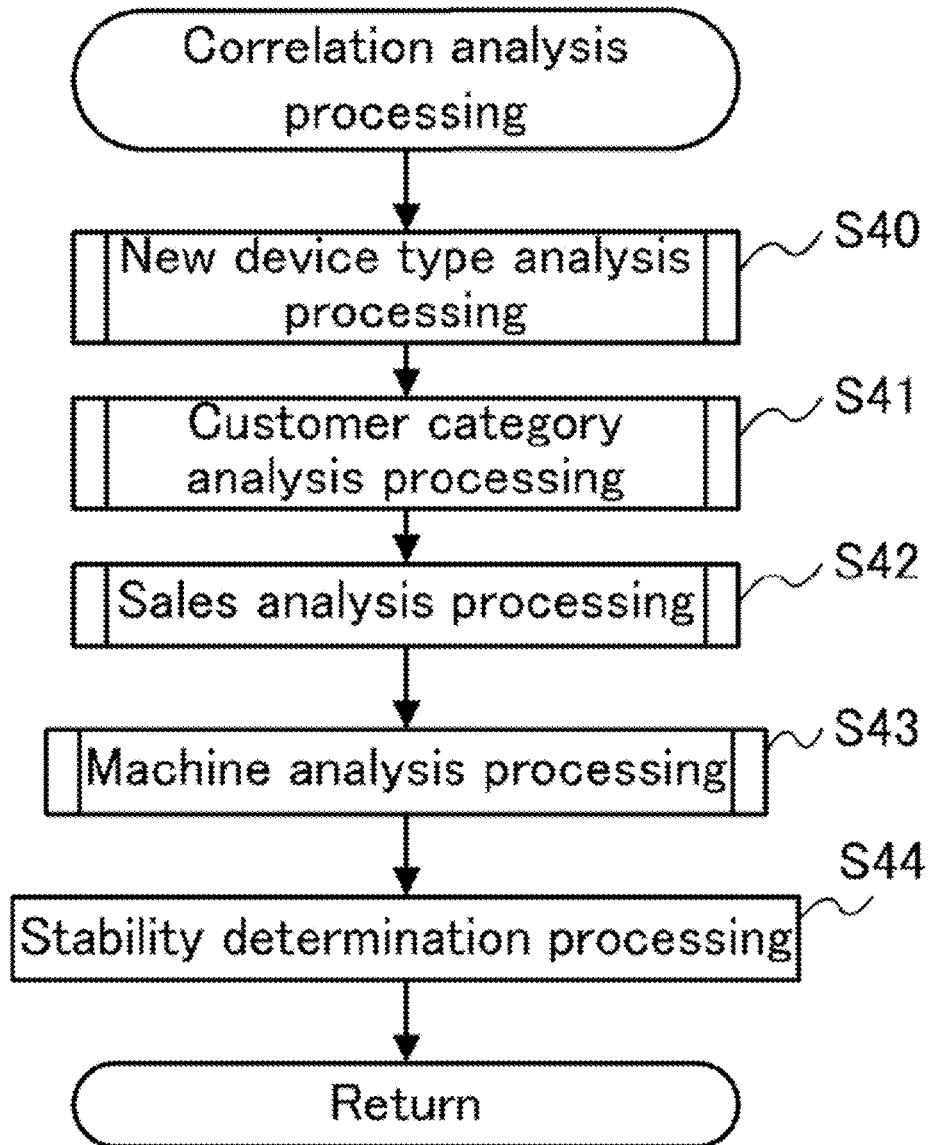 Correlation analysis
processing
New device type analysis
processing
S40
Customer category
analysis processing
S41
Sales analysis processing
S42
Machine analysis processing
S43
Stability determination processing
S44
Return